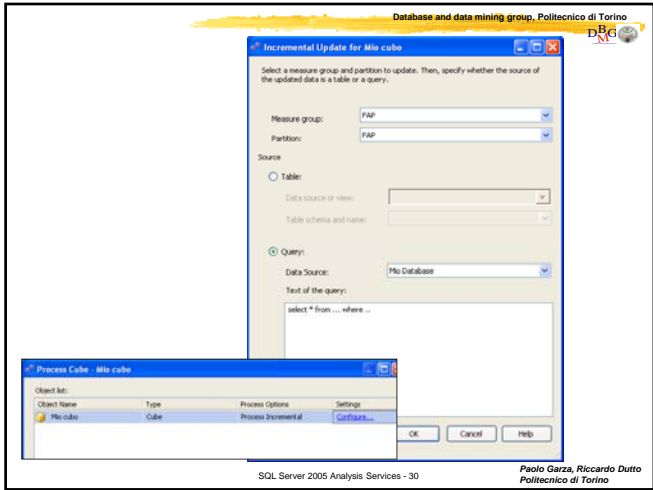 Database and data mining group, Politecnico di Torino
DBMG
Incremental Update for Mio cubo
Select a measure group and partition to update. Then, specify whether the source of
the updated data is a table or a query.
Measure group: FAP
Partition: FAP
Source
Table:
Data source or view:
Table schema and name:
Query:
Data Source: Mio Database
Text of the query:
select * from ... where ..
OK Cancel Help
Process Cube - Mio cubo
Object list:
Object Name Type Process Options Settings
Mio cubo Cube Process Incremental Configure...
SQL Server 2005 Analysis Services - 30
Paolo Garza, Riccardo Dutto
Politecnico di Torino